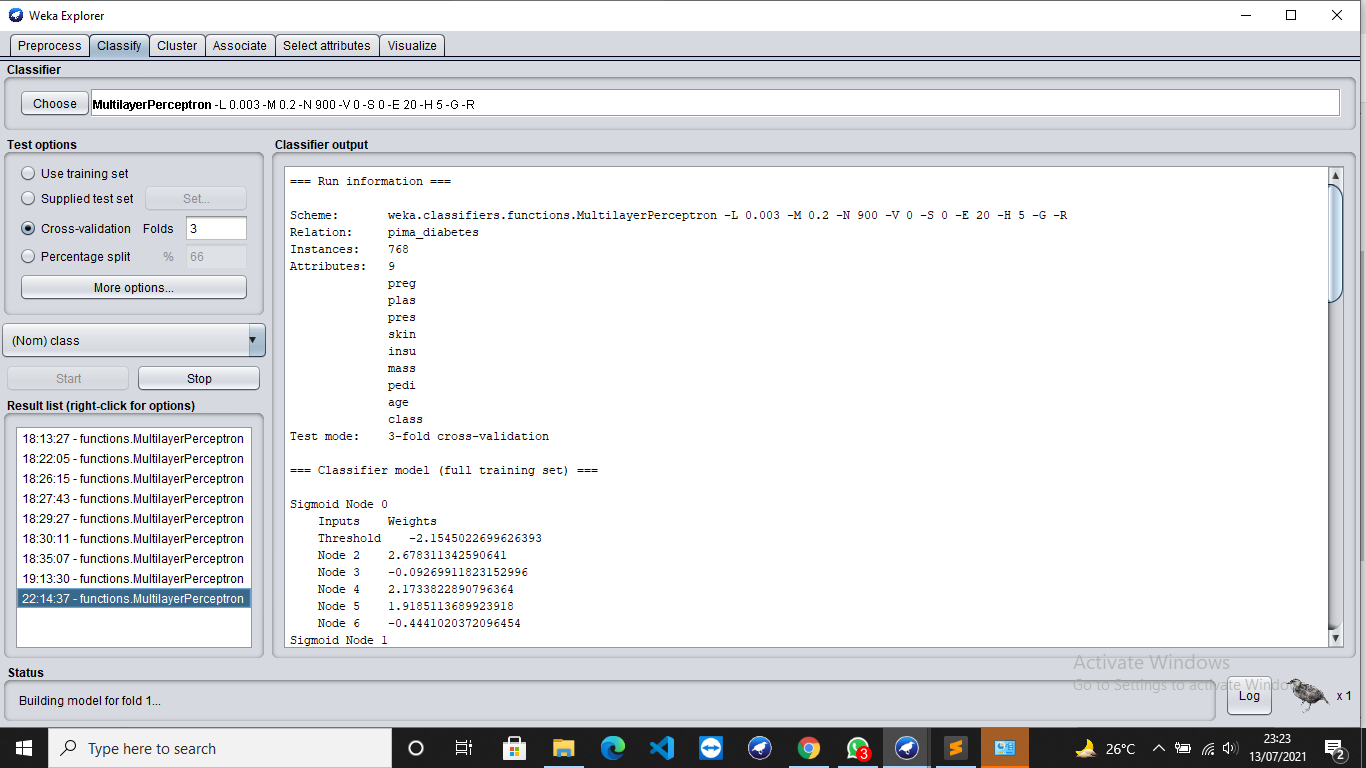 Weka Explorer
Preprocess Classify Cluster Associate Select attributes Visualize
Classifier
Choose MultilayerPerceptron -L 0.003 -M 0.2 -N 900 -V 0 -S 0 -E 20 -H 5 -G -R
Test options
Use training set
Supplied test set Set...
Cross-validation Folds 3
Percentage split % 66
More options...
(Nom) class
Start Stop
Result list (right-click for options)
18:13:27 - functions.MultilayerPerceptron
18:22:05 - functions.MultilayerPerceptron
18:26:15 - functions.MultilayerPerceptron
18:27:43 - functions.MultilayerPerceptron
18:29:27 - functions.MultilayerPerceptron
18:30:11 - functions.MultilayerPerceptron
18:35:07 - functions.MultilayerPerceptron
19:13:30 - functions.MultilayerPerceptron
22:14:37 - functions.MultilayerPerceptron
Classifier output
=== Run information ===
Scheme: weka.classifiers.functions.MultilayerPerceptron -L 0.003 -M 0.2 -N 900 -V 0 -S 0 -E 20 -H 5 -G -R
Relation: pima_diabetes
Instances: 768
Attributes: 9
preg
plas
pres
skin
insu
mass
pedi
age
class
Test mode: 3-fold cross-validation
=== Classifier model (full training set) ===
Sigmoid Node 0
Inputs Weights
Threshold -2.1545022699626393
Node 2 2.678311342590641
Node 3 -0.09269911823152996
Node 4 2.1733822890796364
Node 5 1.9185113689923918
Node 6 -0.4441020372096454
Sigmoid Node 1
Status
Building model for fold 1...
Log
x 1
Activate Windows
Go to Settings to activate Windo
Type here to search
3
26°C
23:23
13/07/2021
2